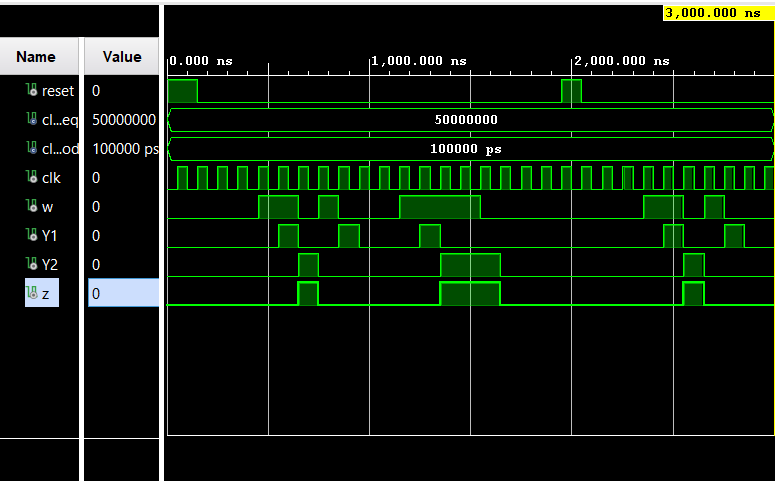 3,000.000 ns
Name Value
0.000 ns 1,000.000 ns 2,000.000 ns
reset 0
cl...eq 50000000 50000000
cl...od 100000 ps 100000 ps
clk 0
w 0
Y1 0
Y2 0
z 0